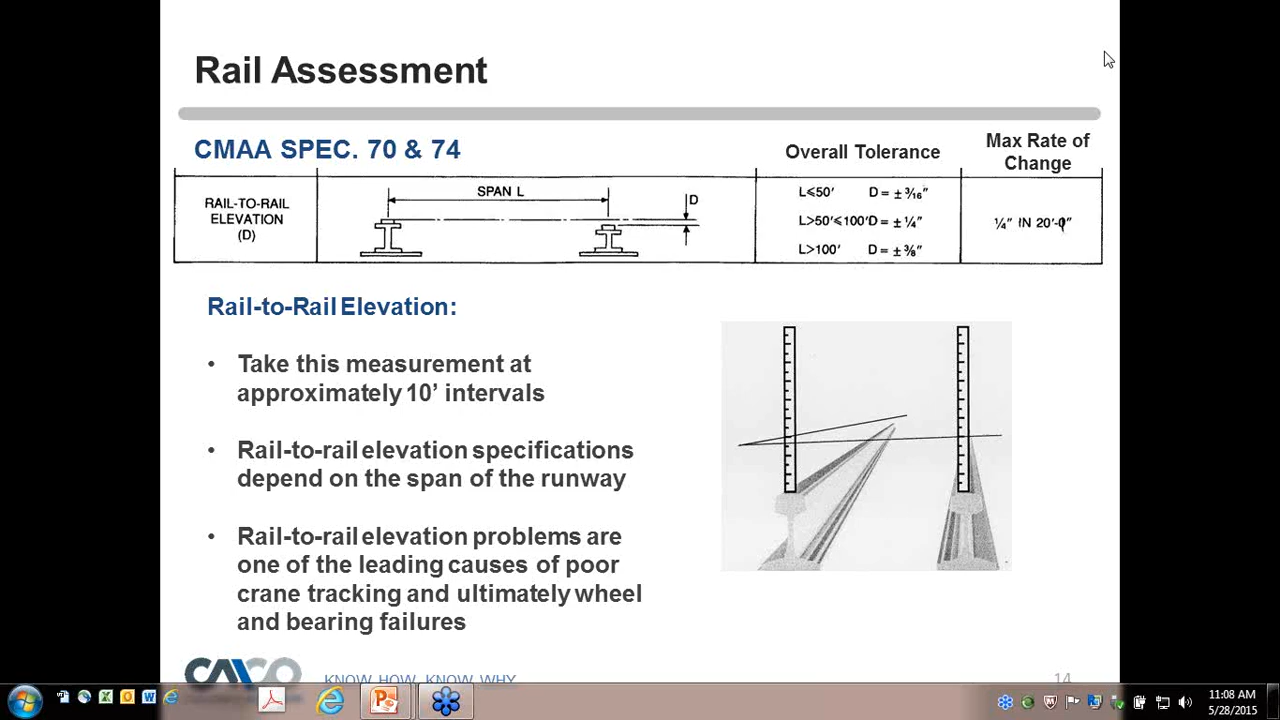 Rail Assessment
CMAA SPEC. 70 & 74
Overall Tolerance
Max Rate of
Change
RAIL-TO-RAIL
ELEVATION
(D)
SPAN L
D
L≤50' D = ± 3/16"
L>50'≤100' D = ± 1/4"
L>100' D = ± 3/8"
1/4" IN 20'-0"
Rail-to-Rail Elevation:
• Take this measurement at
approximately 10’ intervals
• Rail-to-rail elevation specifications
depend on the span of the runway
• Rail-to-rail elevation problems are
one of the leading causes of poor
crane tracking and ultimately wheel
and bearing failures
KNOW HOW. KNOW WHY.
14
11:08 AM
5/28/2015